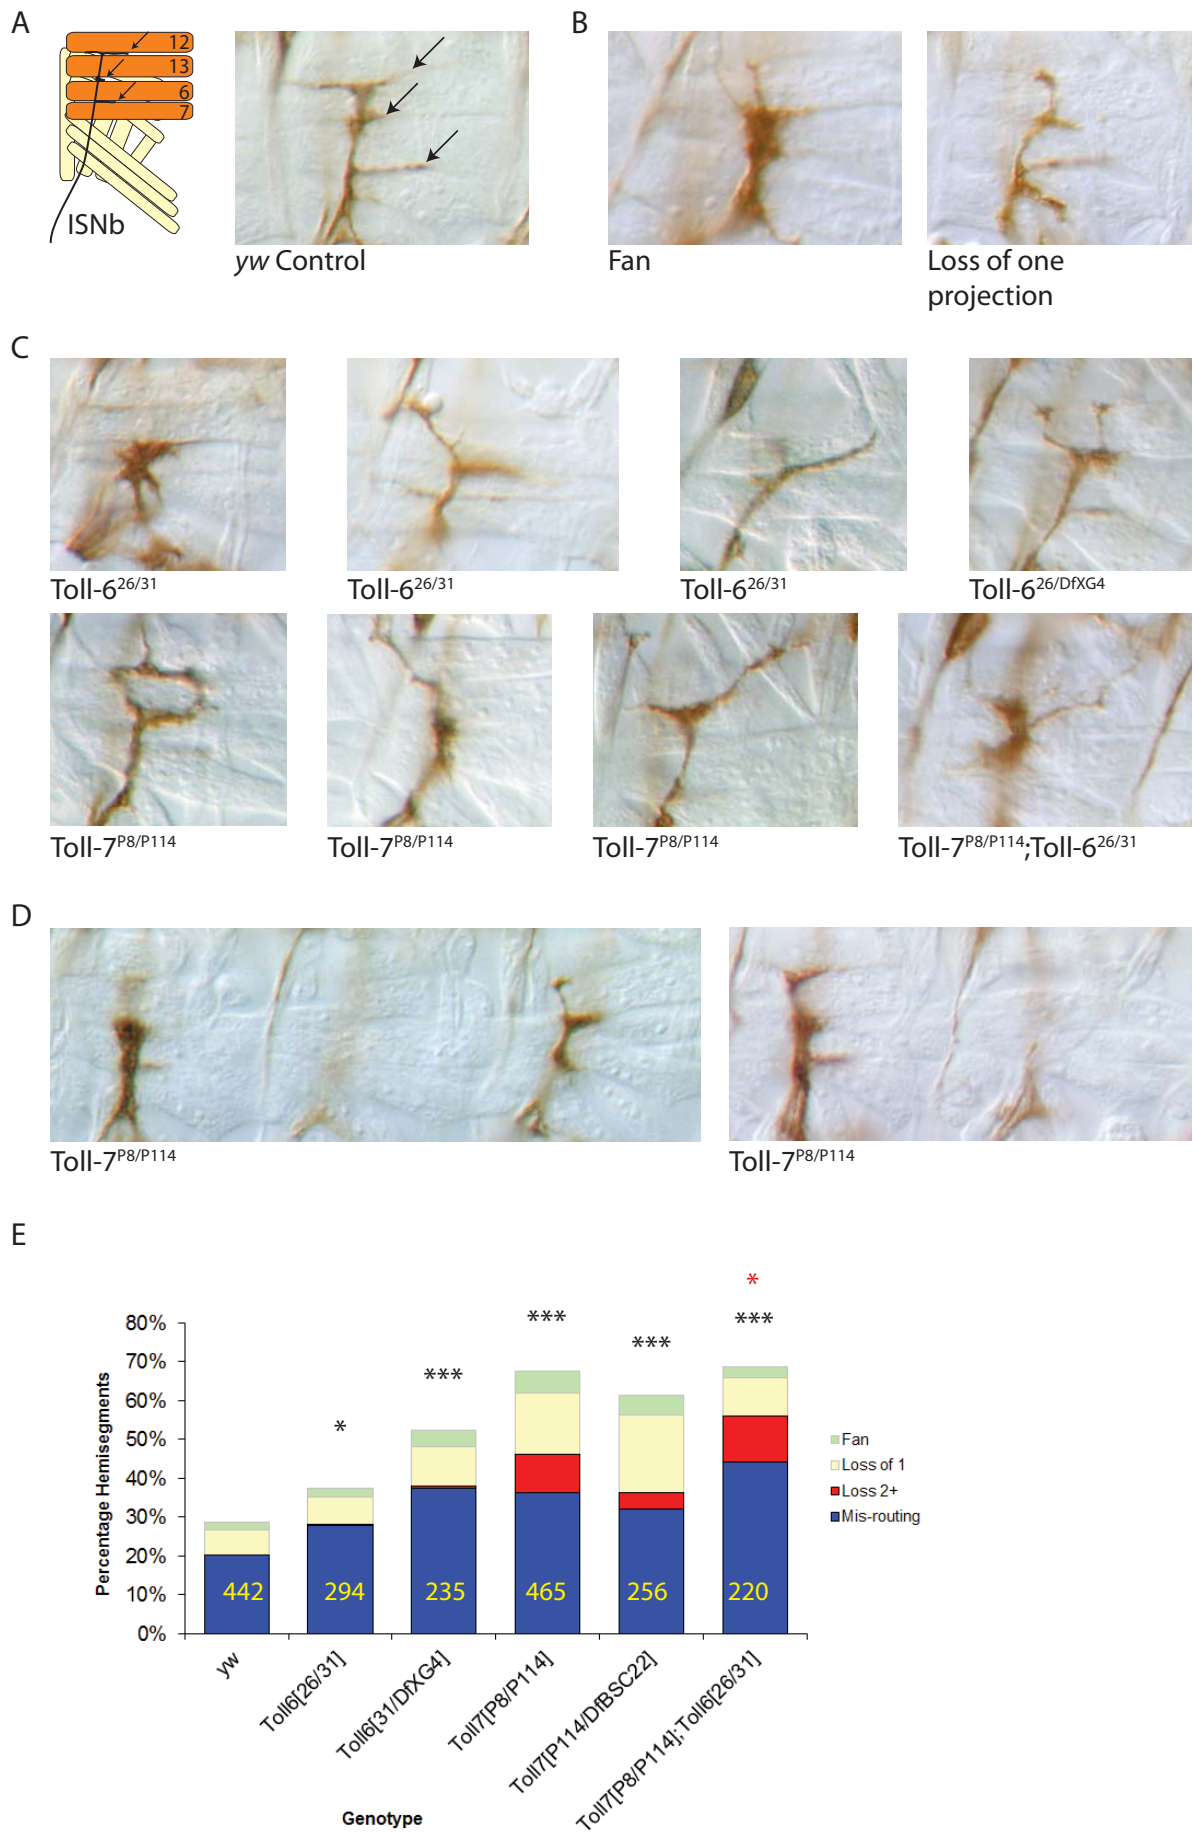 A
12
13
6
7
ISNb
yw Control
B
Fan
Loss of one
projection
C
Toll-6^26/31
Toll-6^26/31
Toll-6^26/31
Toll-6^26/DfXG4
Toll-7^P8/P114
Toll-7^P8/P114
Toll-7^P8/P114
Toll-7^P8/P114;Toll-6^26/31
D
Toll-7^P8/P114
Toll-7^P8/P114
E
Percentage Hemisegments
80%
70%
60%
50%
40%
30%
20%
10%
0%
*
***
***
***
*
***
442
294
235
465
256
220
Fan
Loss of 1
Loss 2+
Mis-routing
yw
Toll6[26/31]
Toll6[31/DfXG4]
Toll7[P8/P114]
Toll7[P114/DfBSC22]
Toll7[P8/P114];Toll6[26/31]
Genotype